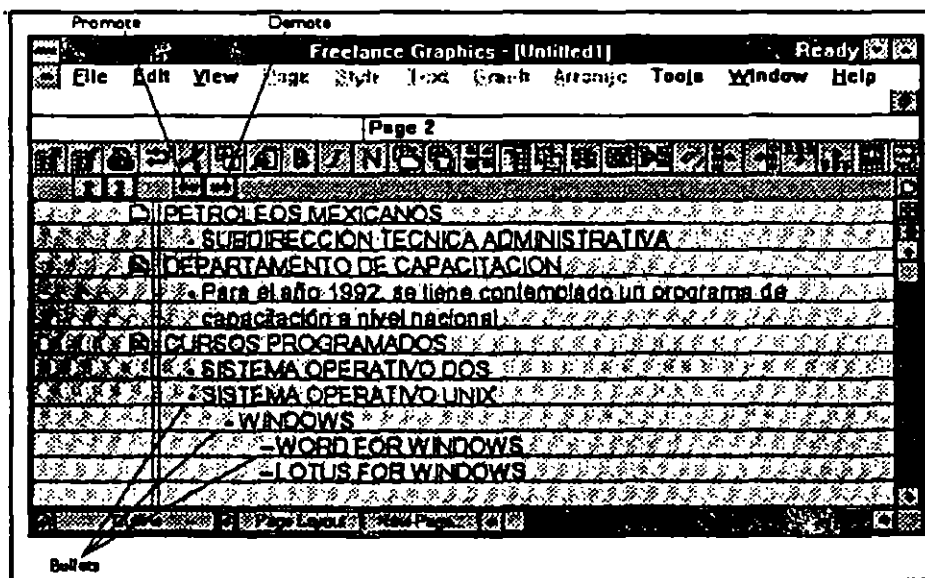 Promote Demote
Freelance Graphics - [Untitled1] Ready
File Edit View Page Style Text Graph Arrange Tools Window Help
Page 2
B I N
PETROLEOS MEXICANOS
- SUBDIRECCION TECNICA ADMINISTRATIVA
DEPARTAMENTO DE CAPACITACION
• Para el año 1992 se tiene contemplado un programa de
capacitación a nivel nacional
CURSOS PROGRAMADOS
• SISTEMA OPERATIVO DOS
• SISTEMA OPERATIVO UNIX
- WINDOWS
– WORD FOR WINDOWS
– LOTUS FOR WINDOWS
Page Layout New Page
Bullets